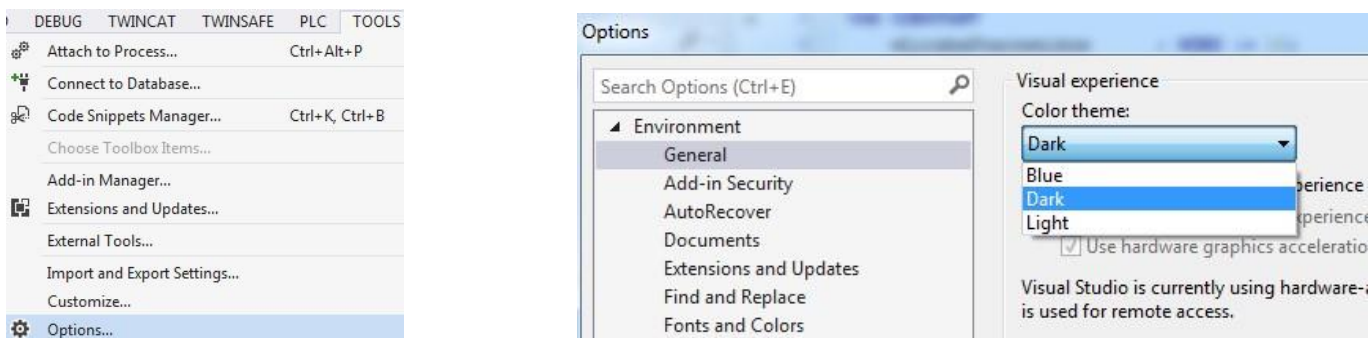 DEBUG TWINCAT TWINSAFE PLC TOOLS
Attach to Process... Ctrl+Alt+P
Connect to Database...
Code Snippets Manager... Ctrl+K, Ctrl+B
Choose Toolbox Items...
Add-in Manager...
Extensions and Updates...
External Tools...
Import and Export Settings...
Customize...
Options...
Options
Search Options (Ctrl+E)
Environment
General
Add-in Security
AutoRecover
Documents
Extensions and Updates
Find and Replace
Fonts and Colors
Visual experience
Color theme:
Dark
Blue
Dark
Light
Use hardware graphics
Visual Studio is currently using
is used for remote access.